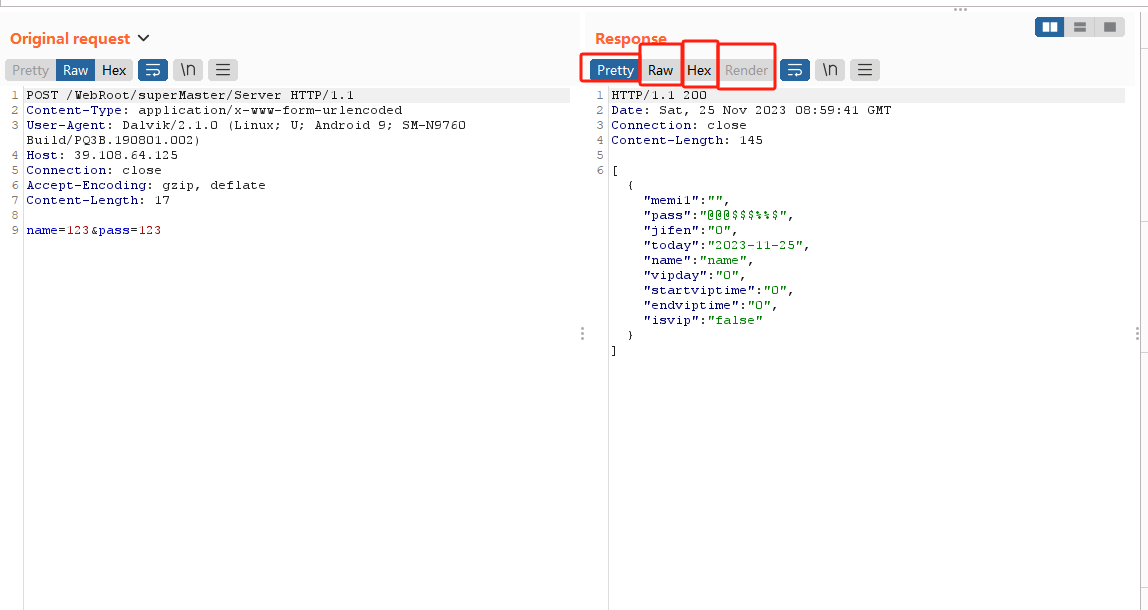 Original request
Pretty Raw Hex \n
1 POST /WebRoot/superMaster/Server HTTP/1.1
2 Content-Type: application/x-www-form-urlencoded
3 User-Agent: Dalvik/2.1.0 (Linux; U; Android 9; SM-N9760
Build/PQ3B.190801.002)
4 Host: 39.108.64.125
5 Connection: close
6 Accept-Encoding: gzip, deflate
7 Content-Length: 17
8
9 name=123&pass=123
Response
Pretty Raw Hex Render \n
1 HTTP/1.1 200
2 Date: Sat, 25 Nov 2023 08:59:41 GMT
3 Connection: close
4 Content-Length: 145
5
6 [
{
"memi1":"",
"pass":"@@@$$$%%$",
"jifen":"0",
"today":"2023-11-25",
"name":"name",
"vipday":"0",
"startviptime":"0",
"endviptime":"0",
"isvip":"false"
}
]